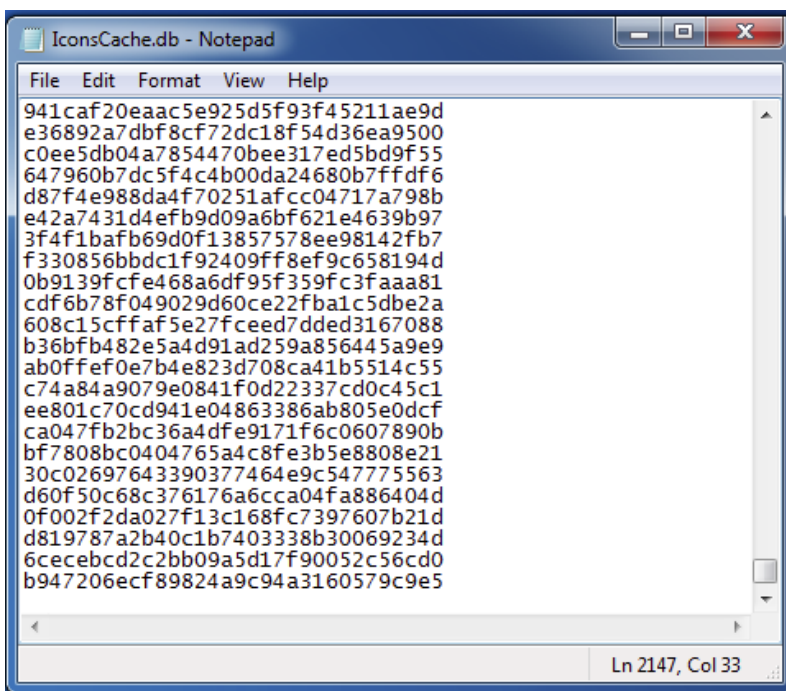 IconsCache.db - Notepad
File Edit Format View Help
941caf20eaac5e925d5f93f45211ae9d
e36892a7dbf8cf72dc18f54d36ea9500
c0ee5db04a7854470bee317ed5bd9f55
647960b7dc5f4c4b00da24680b7ffdf6
d87f4e988da4f70251afcc04717a798b
e42a7431d4efb9d09a6bf621e4639b97
3f4f1bafb69d0f13857578ee98142fb7
f330856bbdc1f92409ff8ef9c658194d
0b9139fcfe468a6df95f359fc3faaa81
cdf6b78f049029d60ce22fba1c5dbe2a
608c15cffaf5e27fceed7dded3167088
b36bfb482e5a4d91ad259a856445a9e9
ab0ffef0e7b4e823d708ca41b5514c55
c74a84a9079e0841f0d22337cd0c45c1
ee801c70cd941e04863386ab805e0dcf
ca047fb2bc36a4dfe9171f6c0607890b
bf7808bc0404765a4c8fe3b5e8808e21
30c02697643390377464e9c547775563
d60f50c68c376176a6cca04fa886404d
0f002f2da027f13c168fc7397607b21d
d819787a2b40c1b7403338b30069234d
6cecebcd2c2bb09a5d17f90052c56cd0
b947206ecf89824a9c94a3160579c9e5
Ln 2147, Col 33